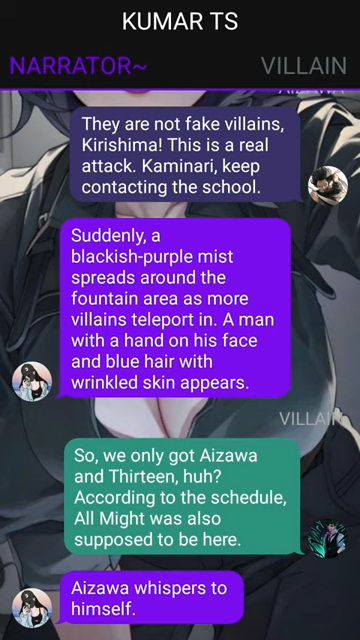 KUMAR TS
NARRATOR~ VILLAIN
AIZAWA
They are not fake villains,
Kirishima! This is a real
attack. Kaminari, keep
contacting the school.
Suddenly, a
blackish-purple mist
spreads around the
fountain area as more
villains teleport in. A man
with a hand on his face
and blue hair with
wrinkled skin appears.
VILLAIN
So, we only got Aizawa
and Thirteen, huh?
According to the schedule,
All Might was also
supposed to be here.
Aizawa whispers to
himself.